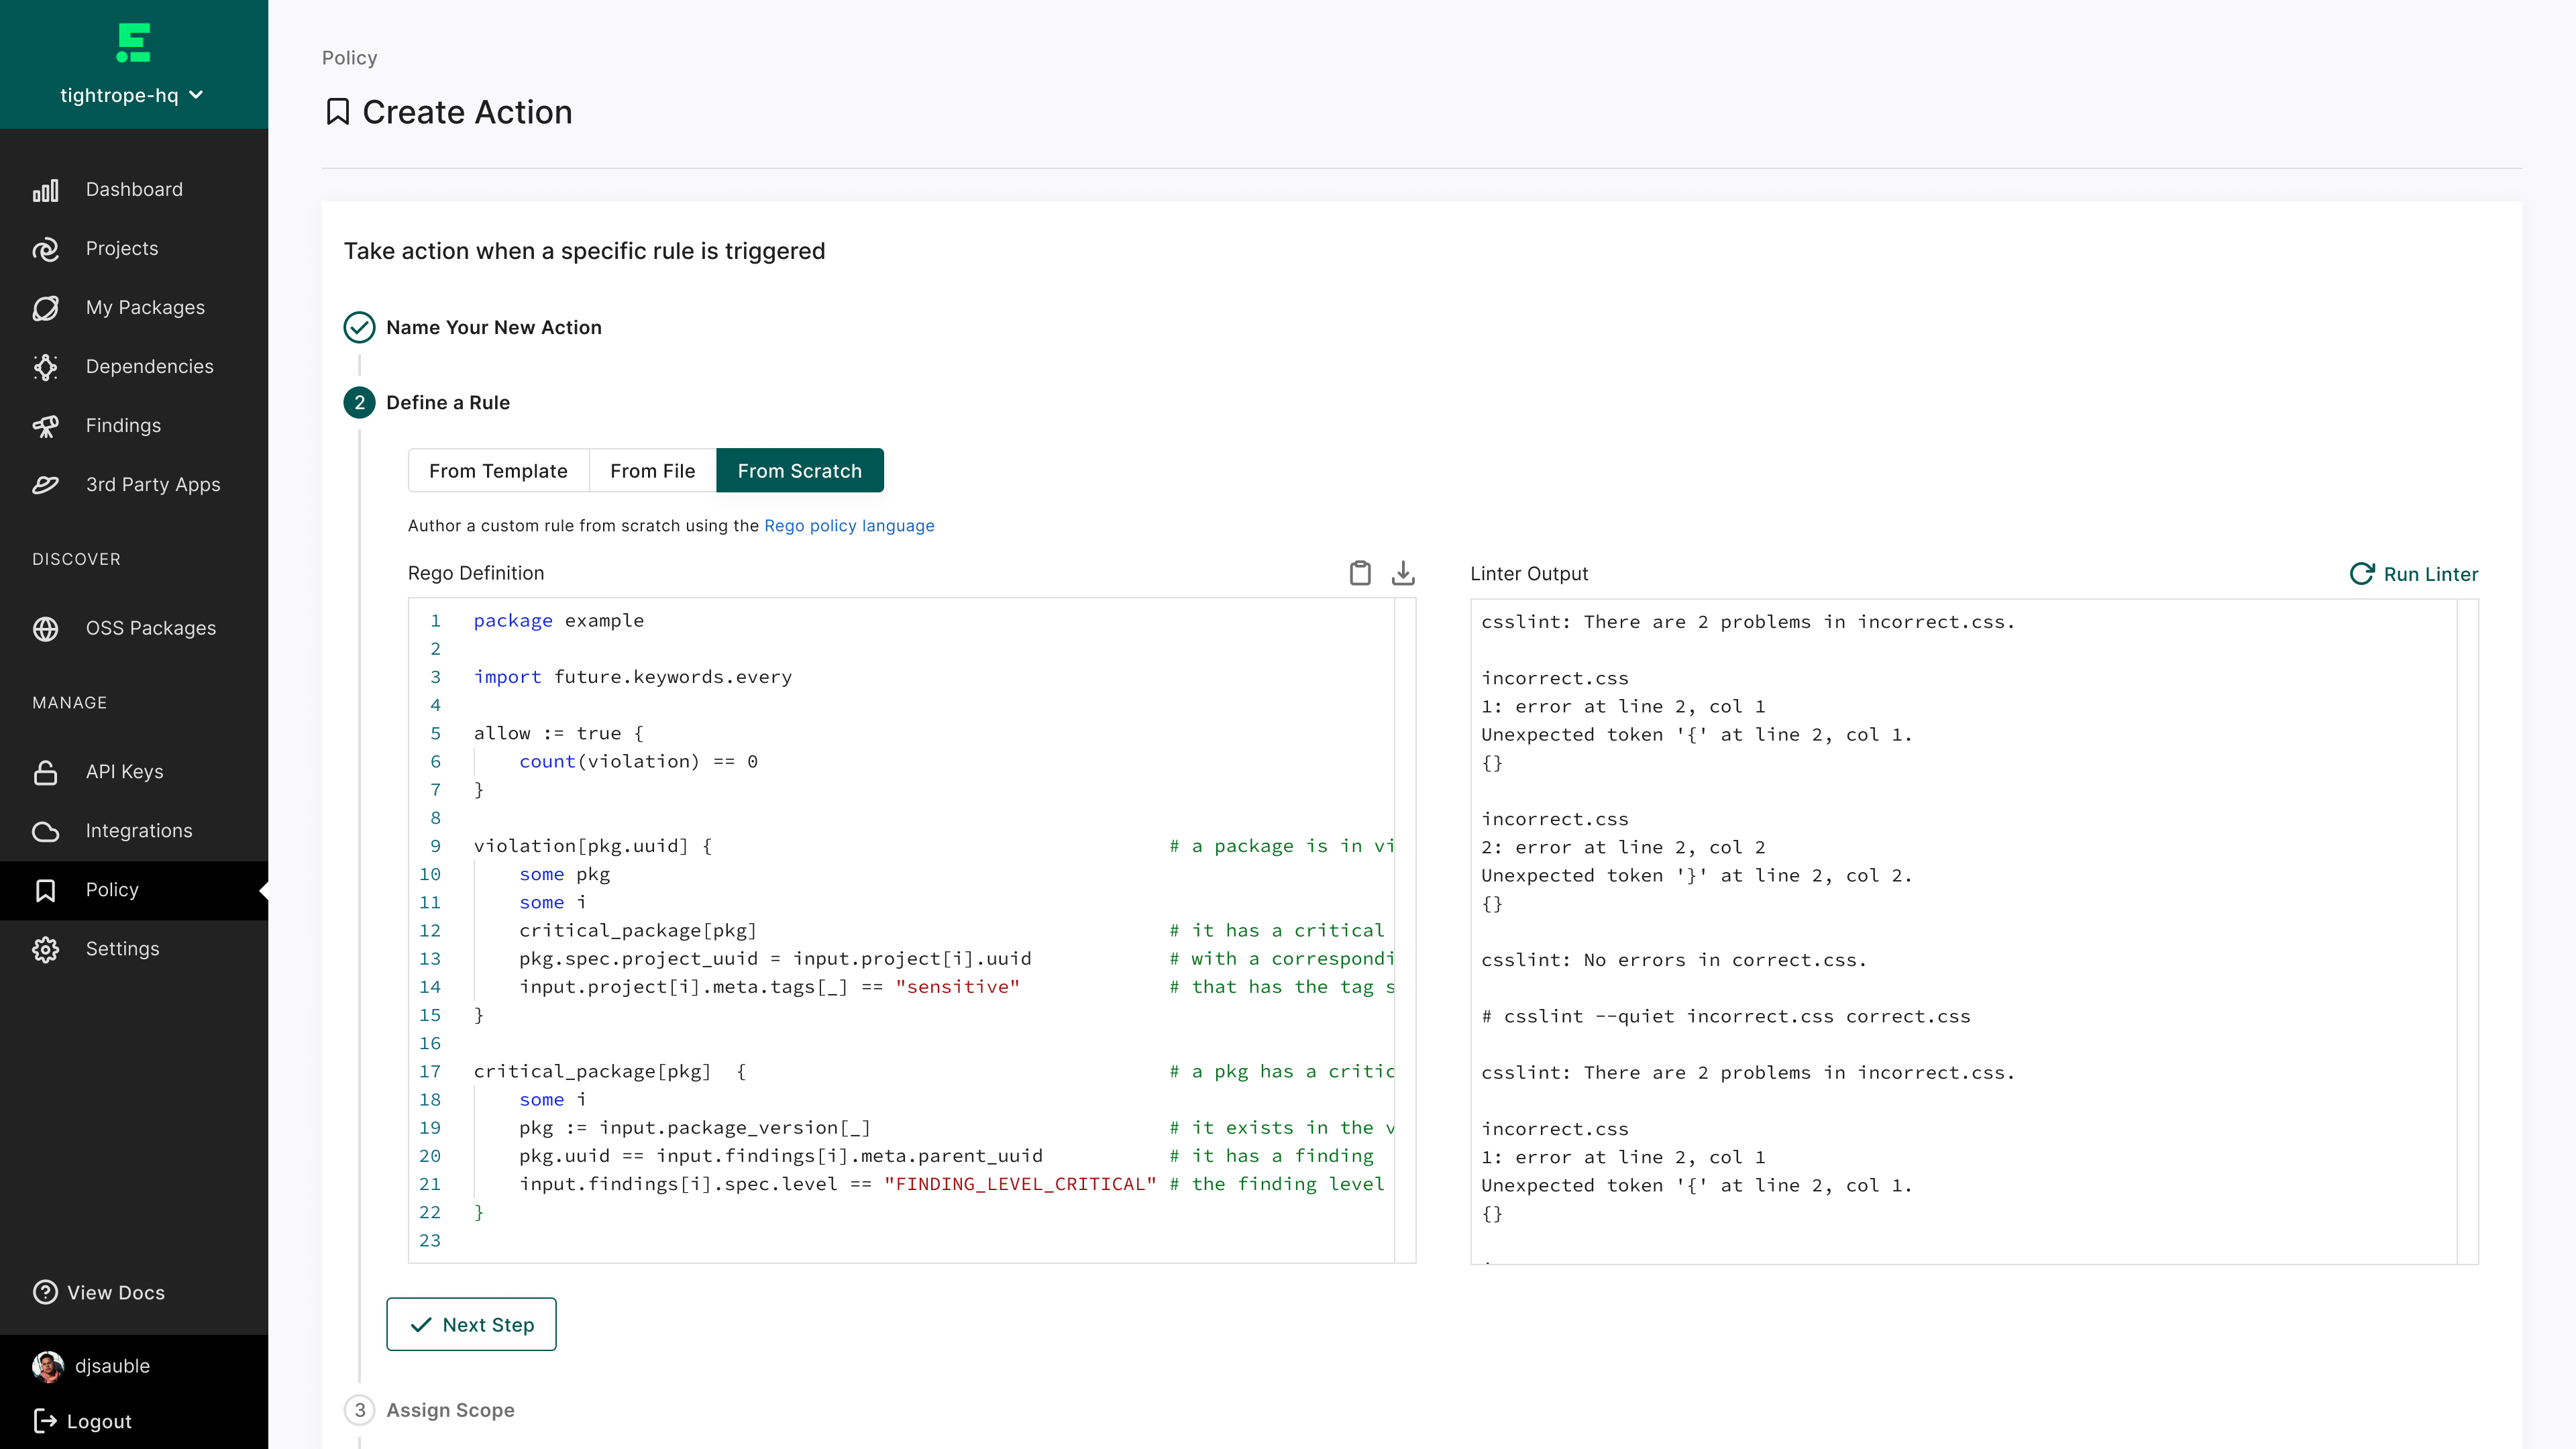 tightrope-hq
Dashboard
Projects
My Packages
Dependencies
Findings
3rd Party Apps
DISCOVER
OSS Packages
MANAGE
API Keys
Integrations
Policy
Settings
View Docs
djsauble
Logout
Policy
Create Action
Take action when a specific rule is triggered
Name Your New Action
2 Define a Rule
From Template From File From Scratch
Author a custom rule from scratch using the Rego policy language
Rego Definition
1 package example
2
3 import future.keywords.every
4
5 allow := true {
6 count(violation) == 0
7 }
8
9 violation[pkg.uuid] { # a package is in vi
10 some pkg
11 some i
12 critical_package[pkg] # it has a critical
13 pkg.spec.project_uuid = input.project[i].uuid # with a correspondi
14 input.project[i].meta.tags[_] == "sensitive" # that has the tag s
15 }
16
17 critical_package[pkg]  { # a pkg has a critic
18 some i
19 pkg := input.package_version[_] # it exists in the v
20 pkg.uuid == input.findings[i].meta.parent_uuid # it has a finding
21 input.findings[i].spec.level == "FINDING_LEVEL_CRITICAL" # the finding level
22 }
23
Linter Output
Run Linter
csslint: There are 2 problems in incorrect.css.
incorrect.css
1: error at line 2, col 1
Unexpected token '{' at line 2, col 1.
{}
incorrect.css
2: error at line 2, col 2
Unexpected token '}' at line 2, col 2.
{}
csslint: No errors in correct.css.
# csslint --quiet incorrect.css correct.css
csslint: There are 2 problems in incorrect.css.
incorrect.css
1: error at line 2, col 1
Unexpected token '{' at line 2, col 1.
{}
Next Step
3 Assign Scope